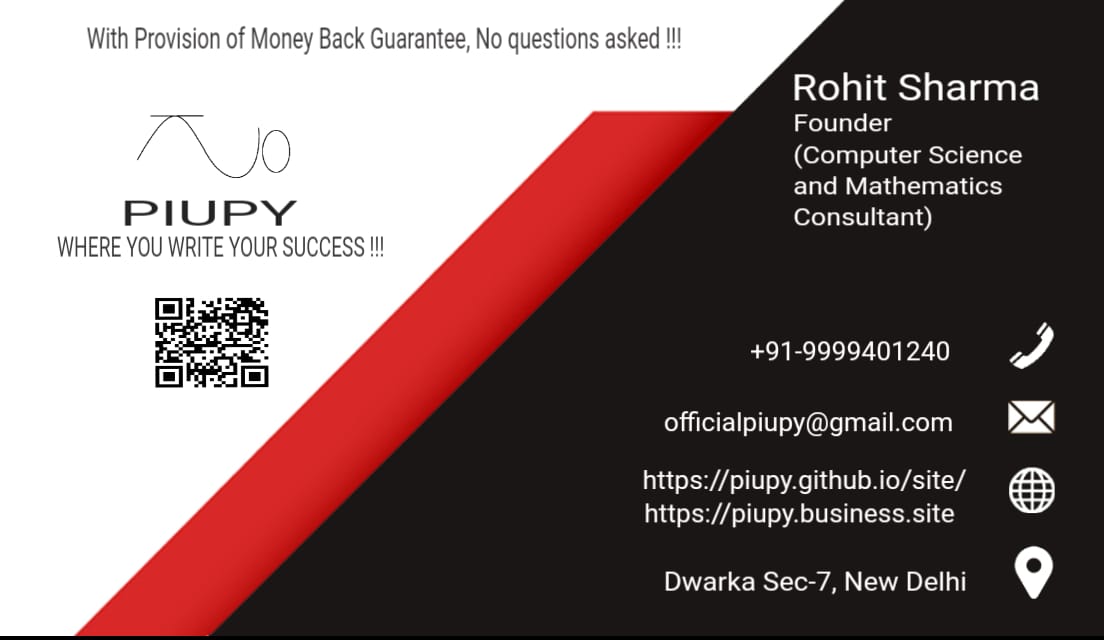 With Provision of Money Back Guarantee, No questions asked !!!
PIUPY
WHERE YOU WRITE YOUR SUCCESS !!!
Rohit Sharma
Founder
(Computer Science
and Mathematics
Consultant)
+91-9999401240
officialpiupy@gmail.com
https://piupy.github.io/site/
https://piupy.business.site
Dwarka Sec-7, New Delhi